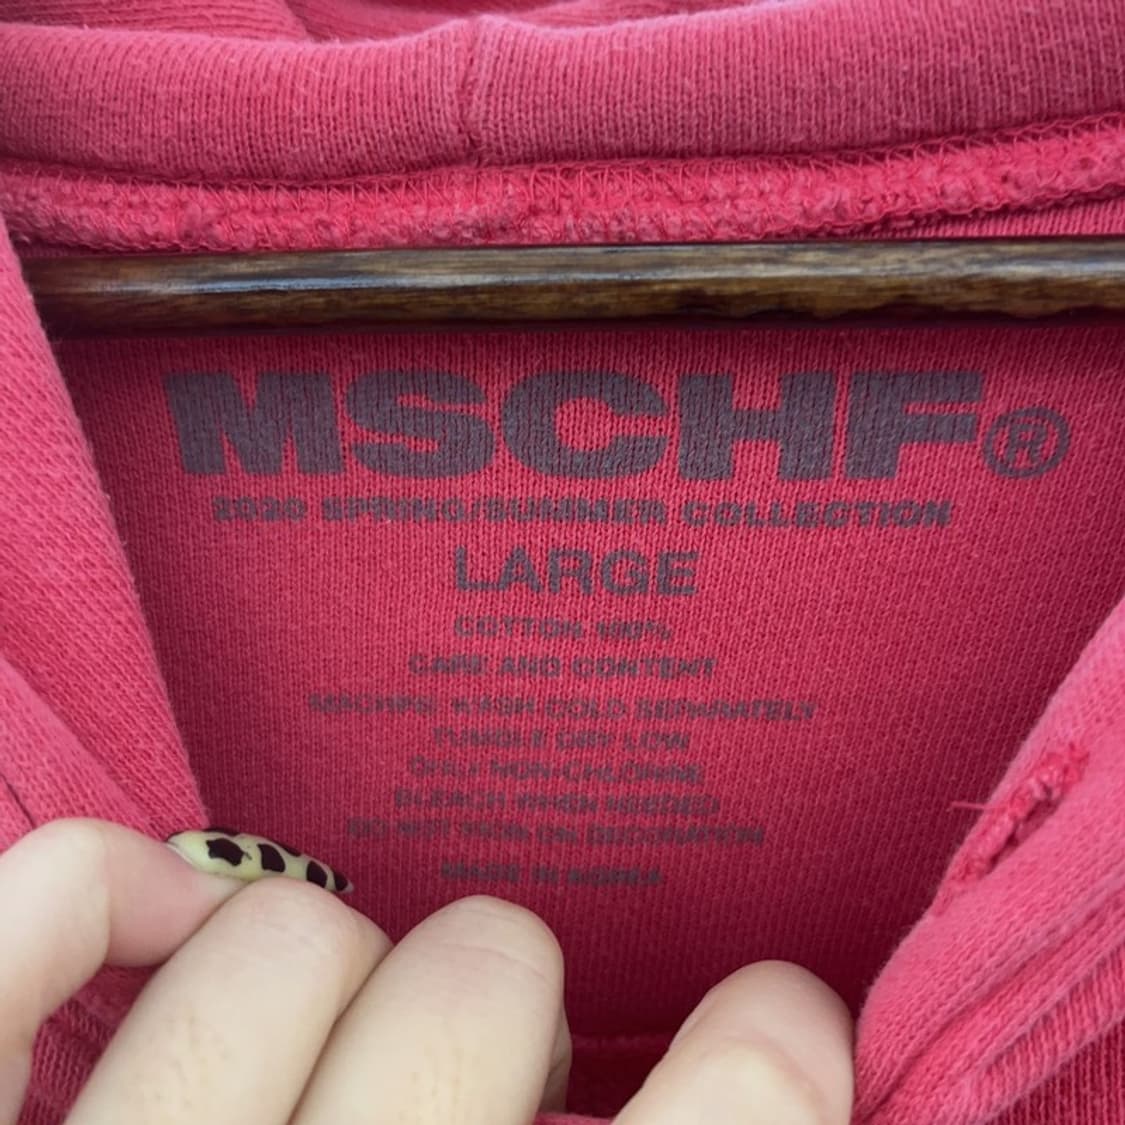 MSCHF®
2020 SPRING/SUMMER COLLECTION
LARGE
COTTON 100%
CARE AND CONTENT
MACHINE WASH COLD SEPARATELY
TUMBLE DRY LOW
ONLY NON-CHLORINE
BLEACH WHEN NEEDED
DO NOT IRON ON DECORATION
MADE IN KOREA